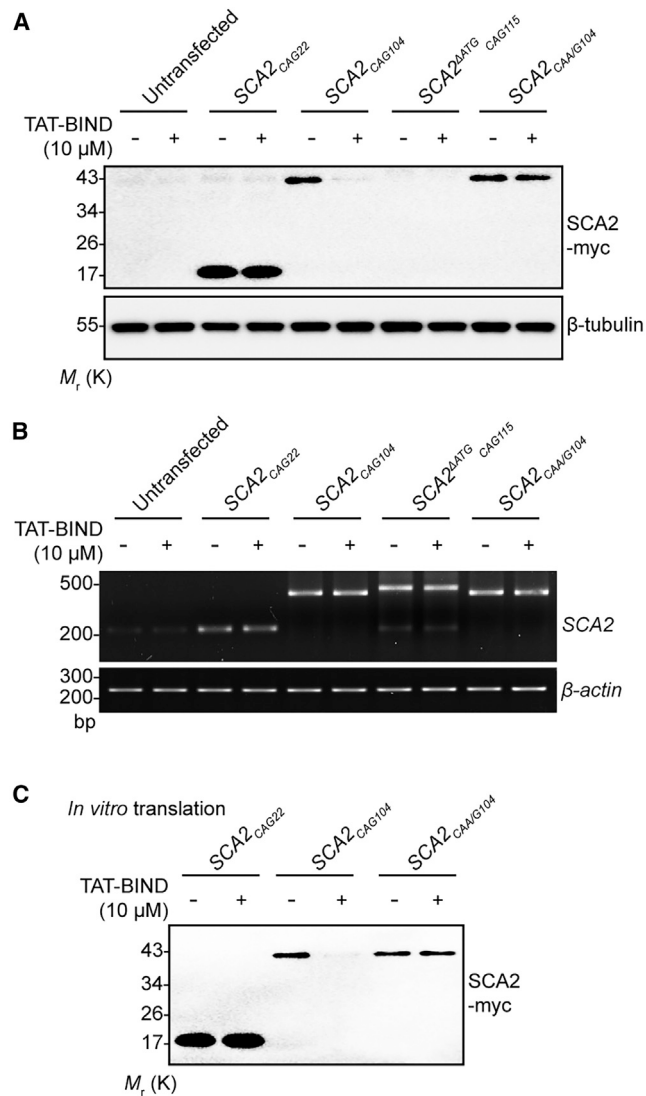 A
Untransfected
SCA2CAG22
SCA2CAG104
SCA2ΔATG CAG115
SCA2CAA/G104
TAT-BIND
(10 µM)
- + - + - + - + - +
43
34
26
17
SCA2
-myc
55
β-tubulin
Mr (K)
B
Untransfected
SCA2CAG22
SCA2CAG104
SCA2ΔATG CAG115
SCA2CAA/G104
TAT-BIND
(10 µM)
- + - + - + - + - +
500
200
SCA2
300
200
β-actin
bp
C
In vitro translation
SCA2CAG22
SCA2CAG104
SCA2CAA/G104
TAT-BIND
(10 µM)
- + - + - +
43
34
26
17
SCA2
-myc
Mr (K)